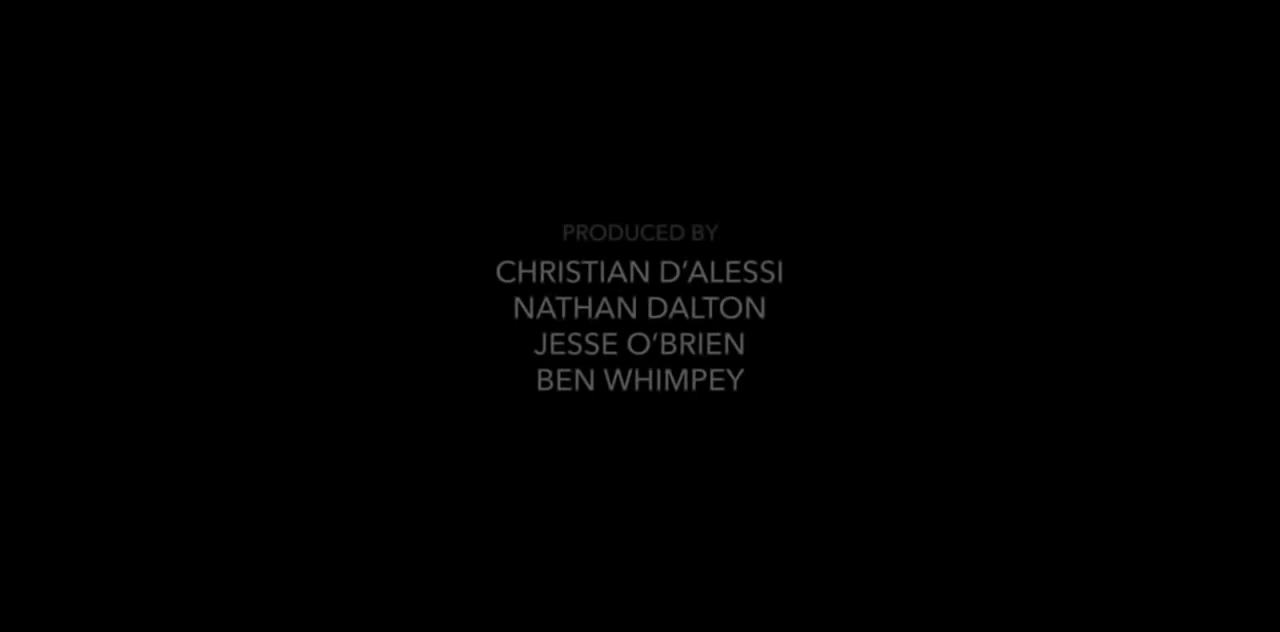 PRODUCED BY
CHRISTIAN D’ALESSI
NATHAN DALTON
JESSE O’BRIEN
BEN WHIMPEY